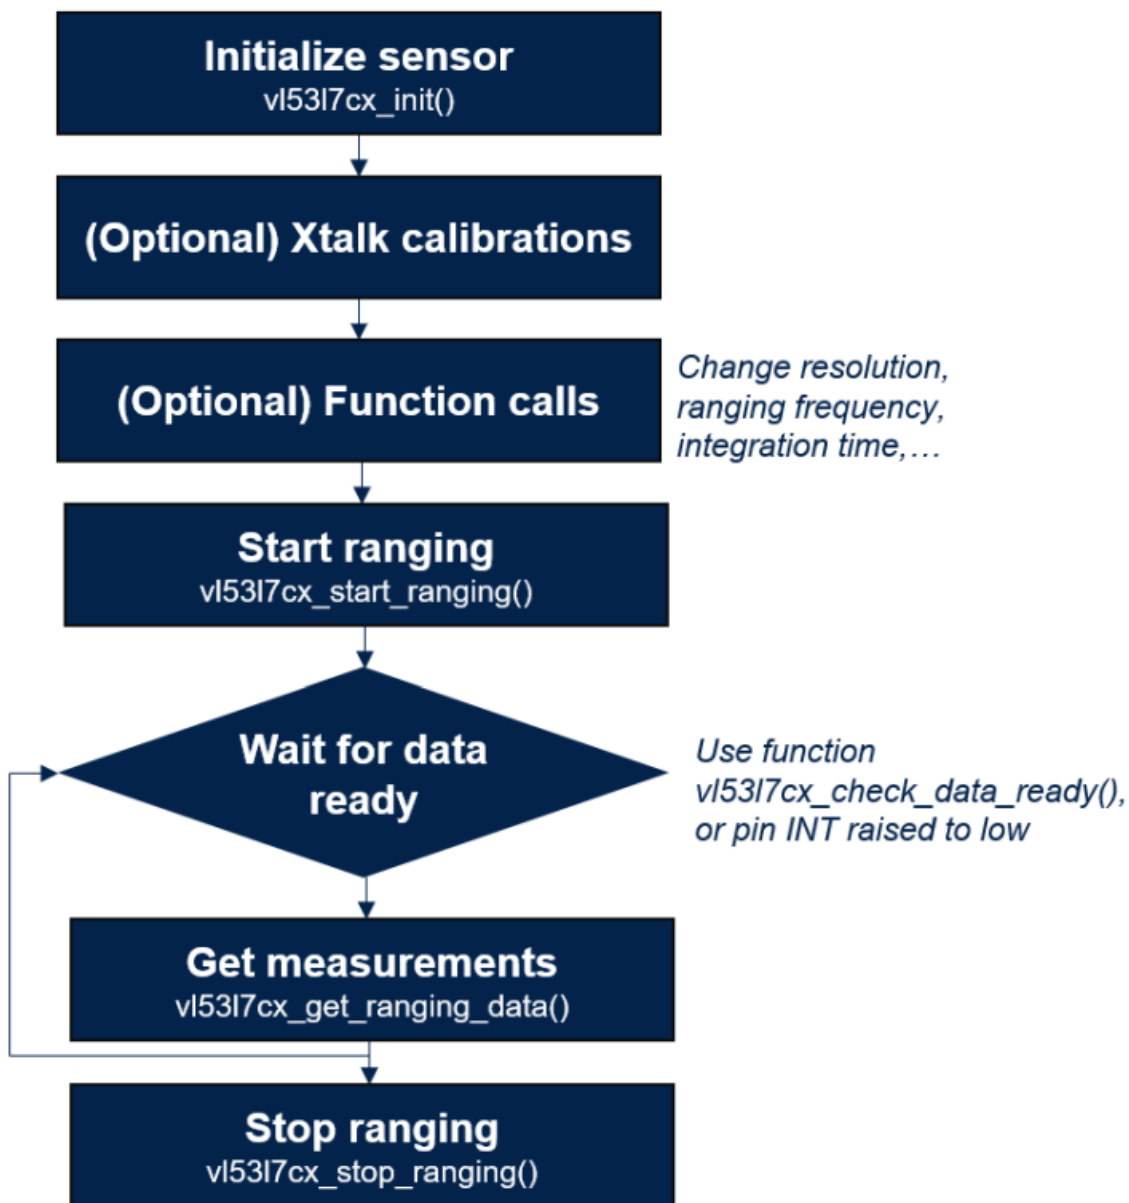 Initialize sensor
vl53l7cx_init()
(Optional) Xtalk calibrations
(Optional) Function calls
Change resolution,
ranging frequency,
integration time,...
Start ranging
vl53l7cx_start_ranging()
Wait for data
ready
Use function
vl53l7cx_check_data_ready(),
or pin INT raised to low
Get measurements
vl53l7cx_get_ranging_data()
Stop ranging
vl53l7cx_stop_ranging()